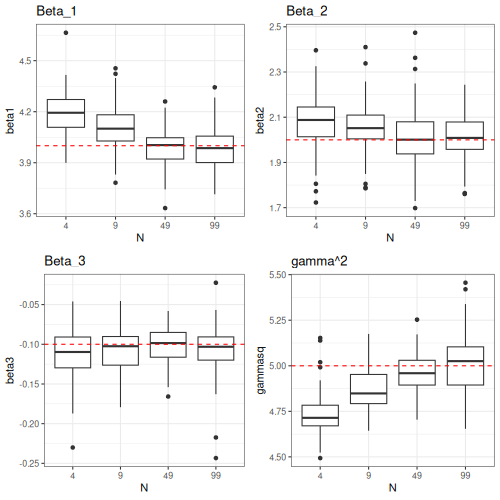 Beta_1
4.5
4.2
3.9
3.6
beta1
4 9 49 99
N
Beta_2
2.5
2.3
2.1
1.9
1.7
beta2
4 9 49 99
N
Beta_3
-0.05
-0.10
-0.15
-0.20
-0.25
beta3
4 9 49 99
N
gamma^2
5.50
5.25
5.00
4.75
4.50
gammasq
4 9 49 99
N